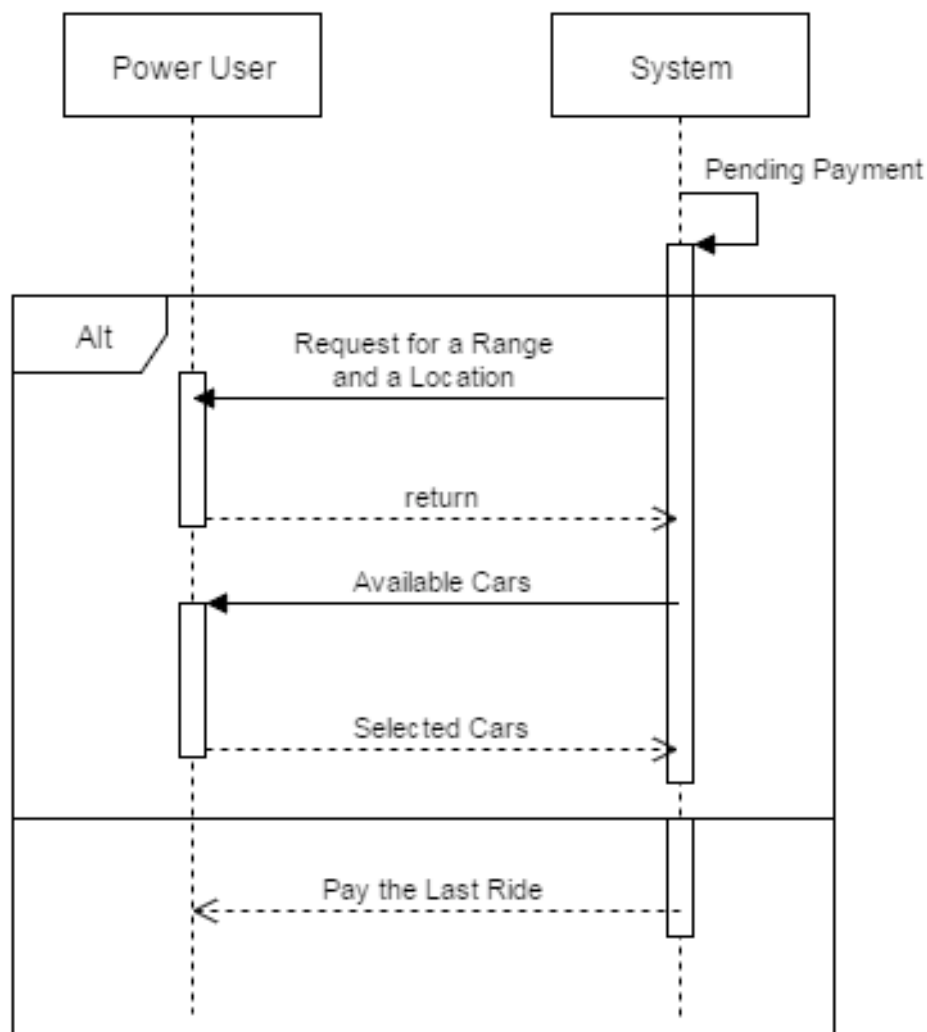 Power User
System
Pending Payment
Alt
Request for a Range
and a Location
return
Available Cars
Selected Cars
Pay the Last Ride